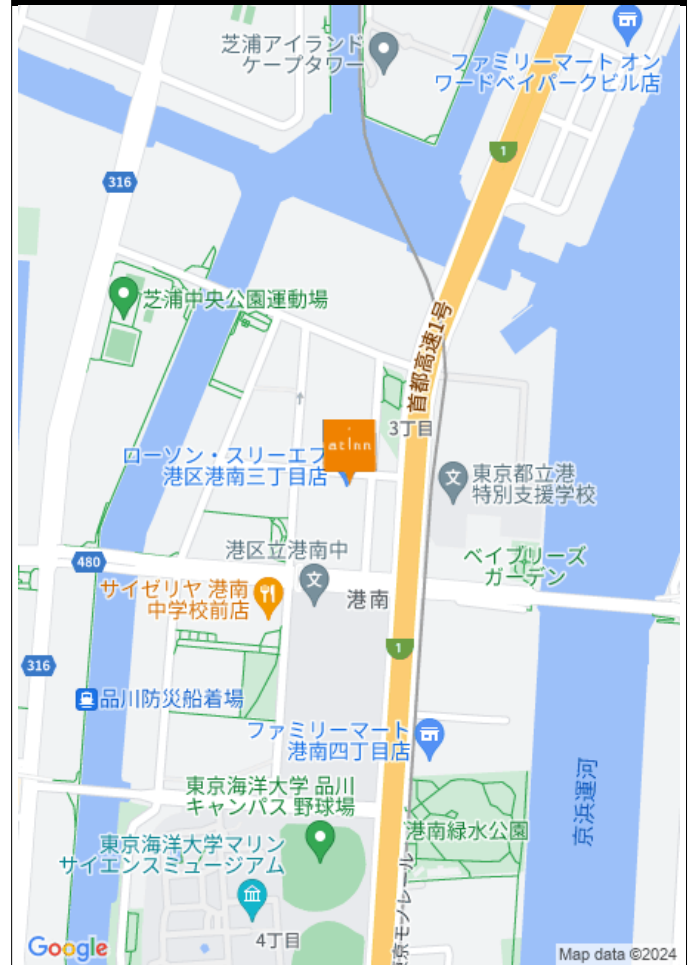 芝浦アイランド
ケープタワー
ファミリーマート オン
ワードベイパークビル店
1
316
芝浦中央公園運動場
首都高速1号
3丁目
atInn
ローソン・スリーエフ
港区港南三丁目店
東京都立港
特別支援学校
文
港区立港南中
文
480
ベイブリーズ
ガーデン
サイゼリヤ 港南
中学校前店
港南
1
316
品川防災船着場
ファミリーマート
港南四丁目店
京浜運河
東京海洋大学 品川
キャンパス 野球場
港南緑水公園
東京海洋大学マリン
サイエンスミュージアム
京モノレール
4丁目
Google
Map data ©2024